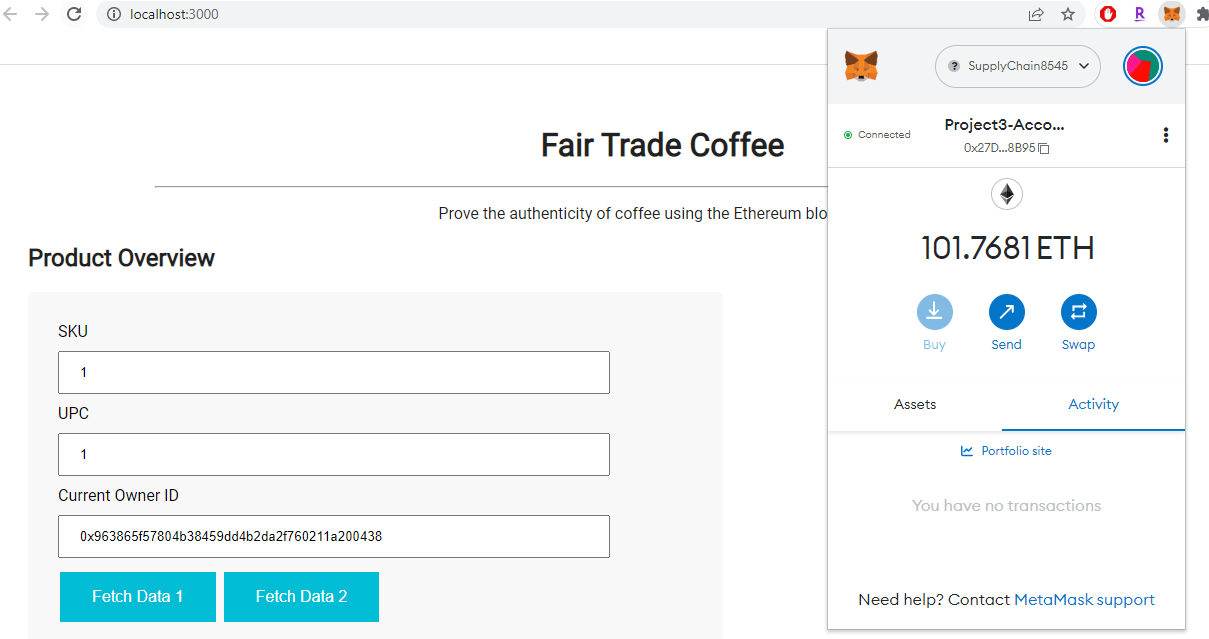 localhost:3000
R
SupplyChain8545
Connected
Project3-Acco...
0x27D...8B95
Fair Trade Coffee
Prove the authenticity of coffee using the Ethereum blo
101.7681 ETH
Buy
Send
Swap
Assets
Activity
Portfolio site
You have no transactions
Need help? Contact MetaMask support
Product Overview
SKU
1
UPC
1
Current Owner ID
0x963865f57804b38459dd4b2da2f760211a200438
Fetch Data 1
Fetch Data 2